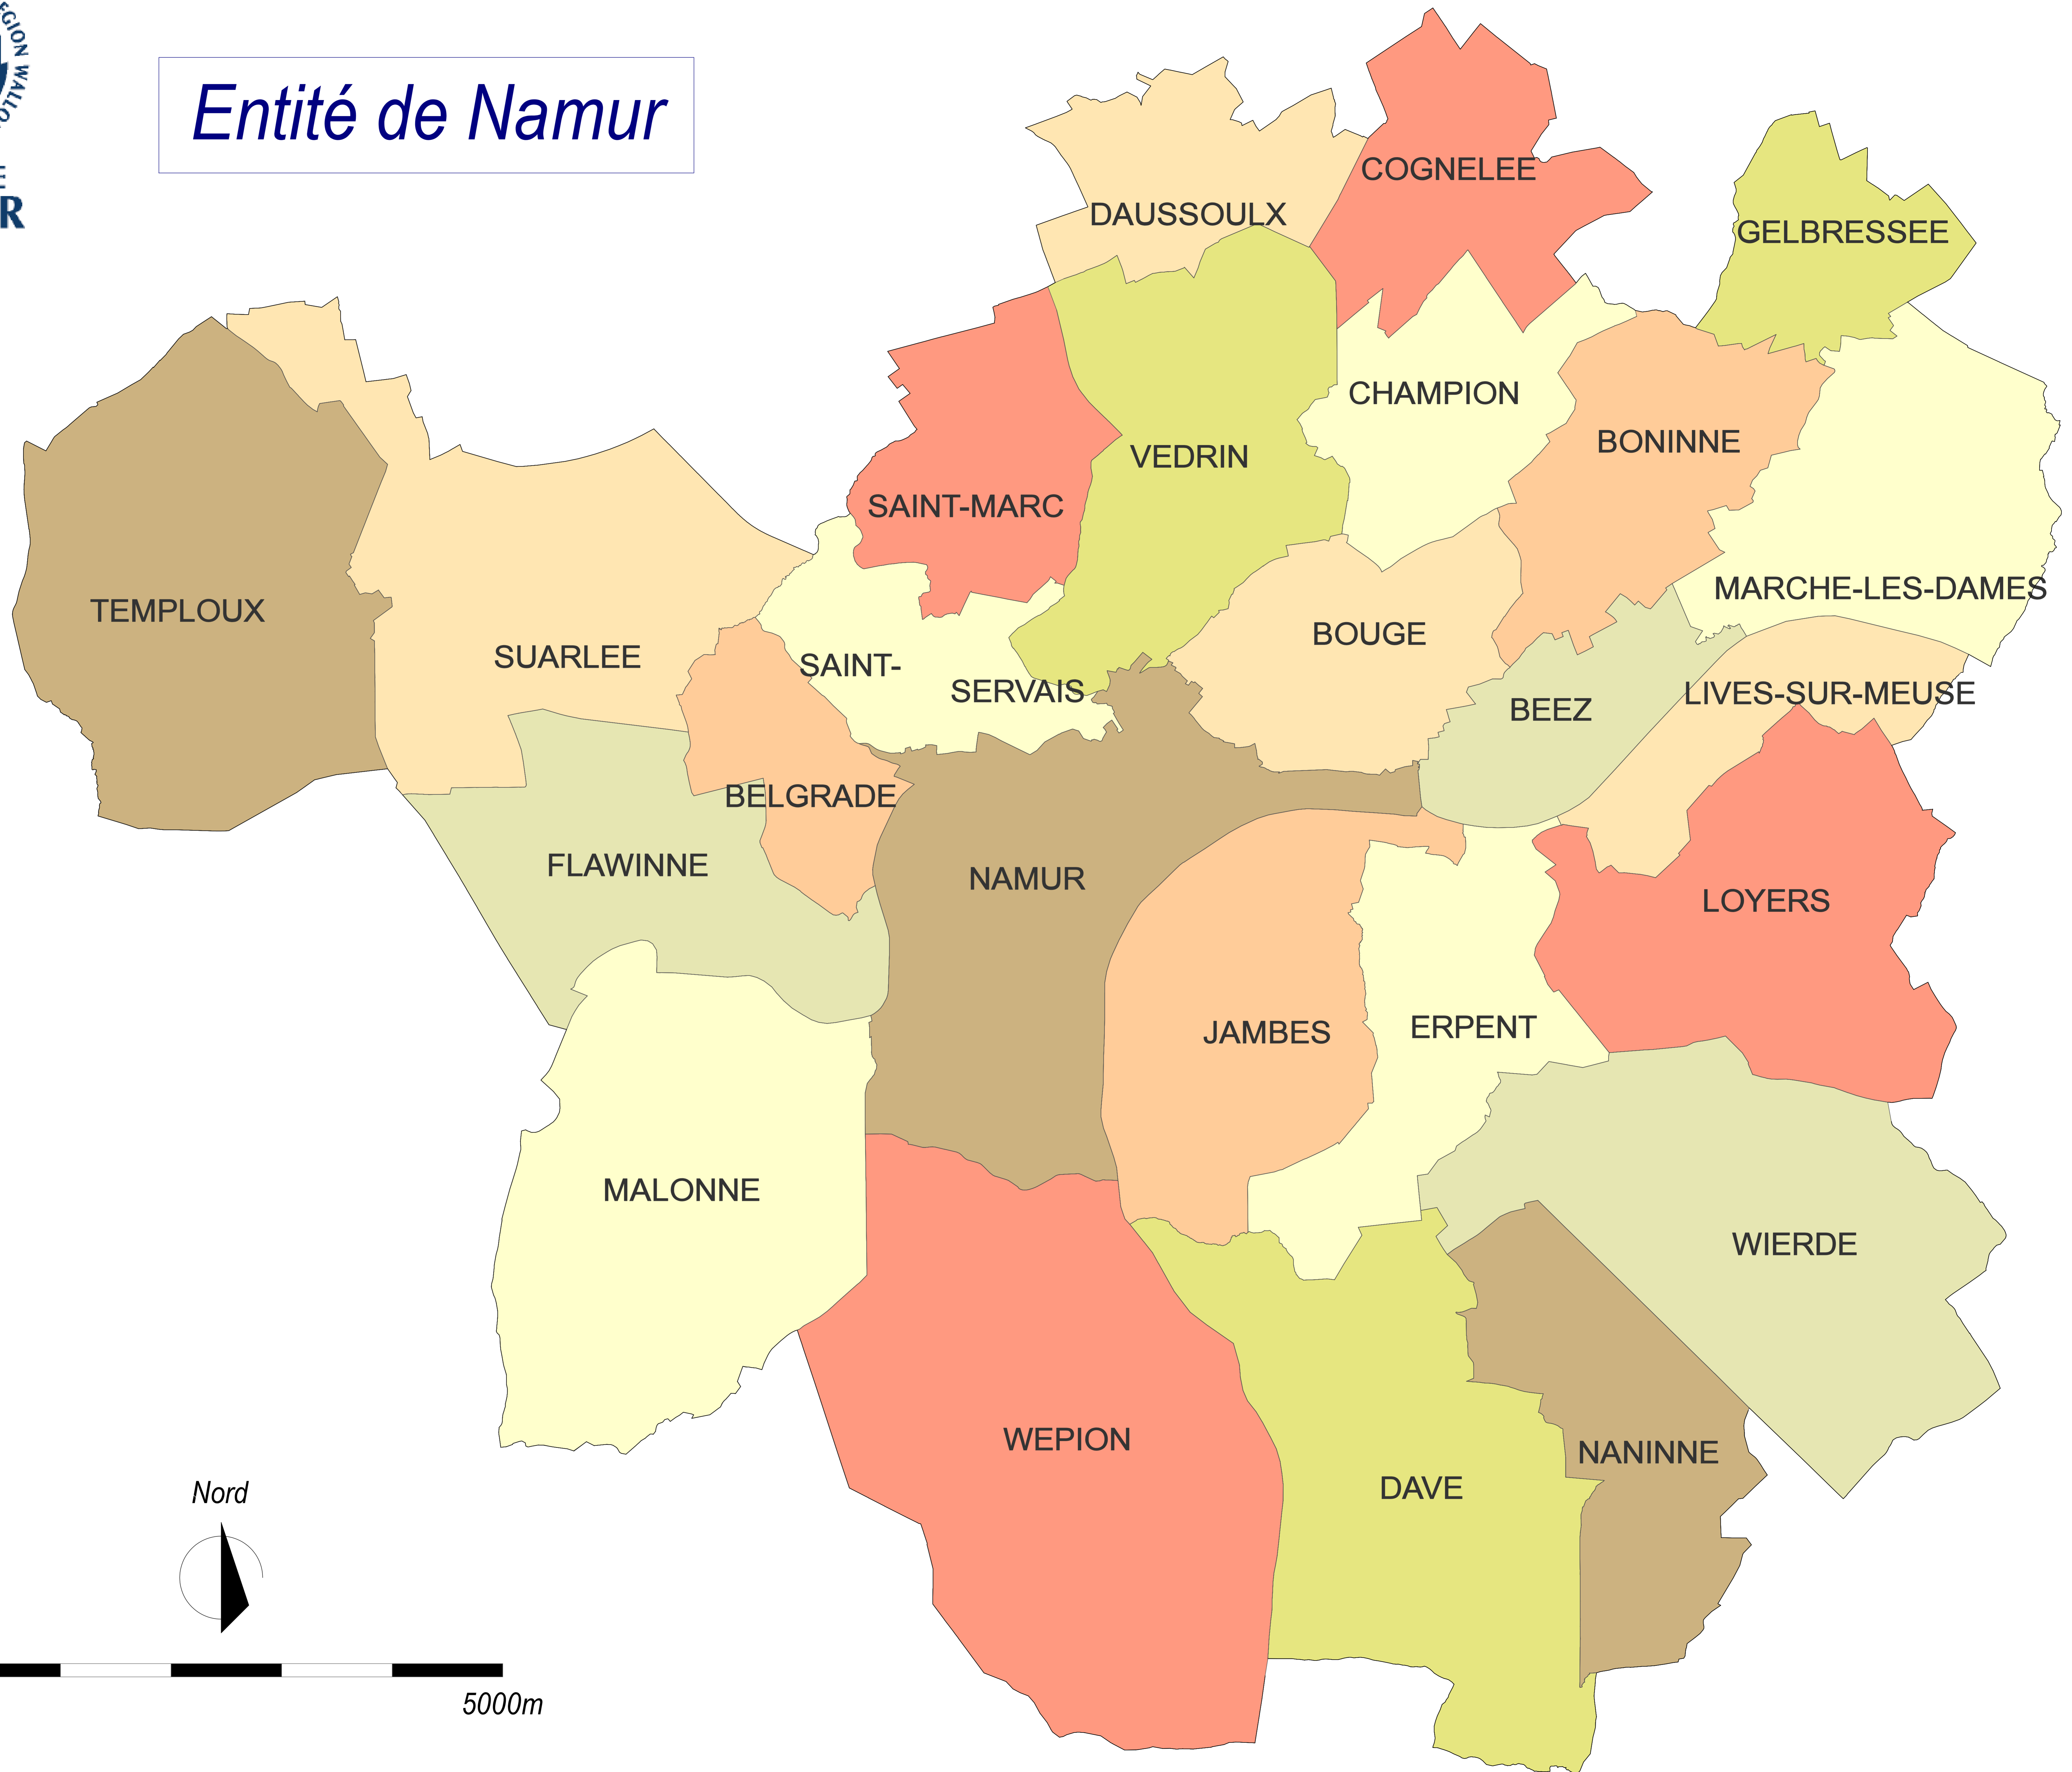 Entité de Namur
R
COGNELEE
DAUSSOULX
GELBRESSEE
CHAMPION
BONINNE
VEDRIN
SAINT-MARC
MARCHE-LES-DAMES
TEMPLOUX
BOUGE
SUARLEE
SAINT-
SERVAIS
LIVES-SUR-MEUSE
BEEZ
BELGRADE
FLAWINNE
NAMUR
LOYERS
JAMBES
ERPENT
MALONNE
WIERDE
WEPION
NANINNE
DAVE
Nord
5000m